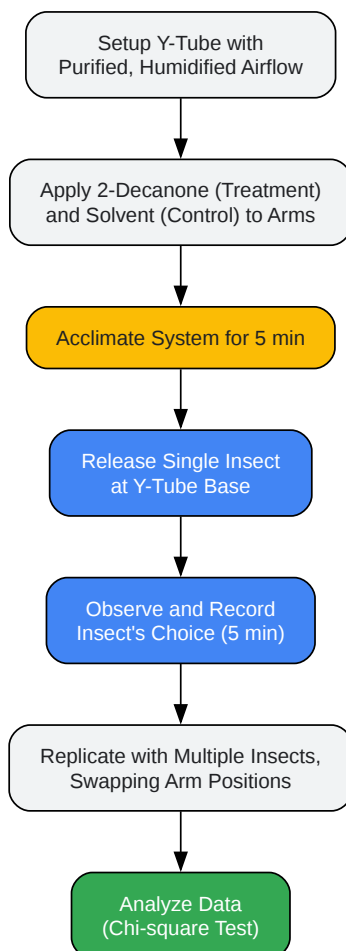 Setup Y-Tube with
Purified, Humidified Airflow
Apply 2-Decanone (Treatment)
and Solvent (Control) to Arms
Acclimate System for 5 min
Release Single Insect
at Y-Tube Base
Observe and Record
Insect's Choice (5 min)
Replicate with Multiple Insects,
Swapping Arm Positions
Analyze Data
(Chi-square Test)